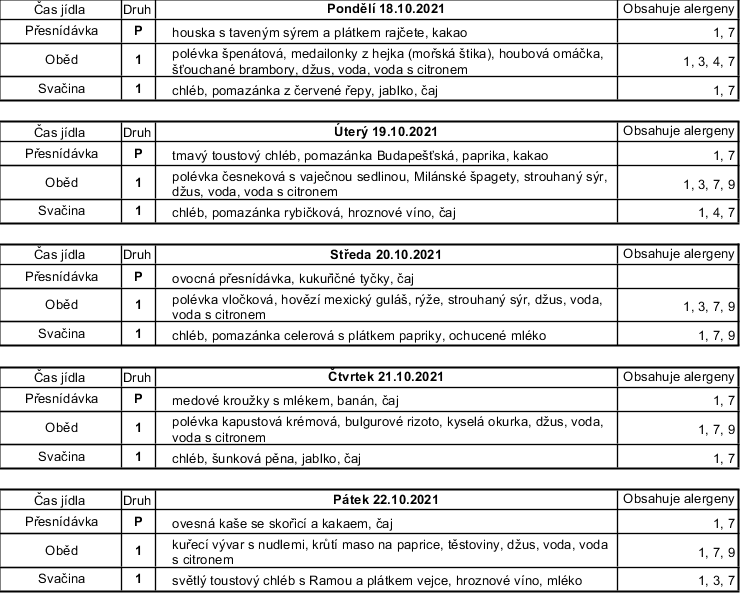 Čas jídla Druh Pondělí 18.10.2021 Obsahuje alergeny
Přesnídávka P houska s taveným sýrem a plátkem rajčete, kakao 1, 7
Oběd 1 polévka špenátová, medailonky z hejka (mořská štika), houbová omáčka, 1, 3, 4, 7
šťouchané brambory, džus, voda, voda s citronem
Svačina 1 chléb, pomazánka z červené řepy, jablko, čaj 1, 7
Čas jídla Druh Úterý 19.10.2021 Obsahuje alergeny
Přesnídávka P tmavý toustový chléb, pomazánka Budapešťská, paprika, kakao 1, 7
Oběd 1 polévka česneková s vaječnou sedlinou, Milánské špagety, strouhaný sýr, 1, 3, 7, 9
džus, voda, voda s citronem
Svačina 1 chléb, pomazánka rybičková, hroznové víno, čaj 1, 4, 7
Čas jídla Druh Středa 20.10.2021 Obsahuje alergeny
Přesnídávka P ovocná přesnídávka, kukuřičné tyčky, čaj
Oběd 1 polévka vločková, hovězí mexický guláš, rýže, strouhaný sýr, džus, voda, 1, 3, 7, 9
voda s citronem
Svačina 1 chléb, pomazánka celerová s plátkem papriky, ochucené mléko 1, 7, 9
Čas jídla Druh Čtvrtek 21.10.2021 Obsahuje alergeny
Přesnídávka P medové kroužky s mlékem, banán, čaj 1, 7
Oběd 1 polévka kapustová krémová, bulgurové rizoto, kyselá okurka, džus, voda, 1, 7, 9
voda s citronem
Svačina 1 chléb, šunková pěna, jablko, čaj 1, 7
Čas jídla Druh Pátek 22.10.2021 Obsahuje alergeny
Přesnídávka P ovesná kaše se skořicí a kakaem, čaj 1, 7
Oběd 1 kuřecí vývar s nudlemi, krůtí maso na paprice, těstoviny, džus, voda, voda 1, 7, 9
s citronem
Svačina 1 světlý toustový chléb s Ramou a plátkem vejce, hroznové víno, mléko 1, 3, 7